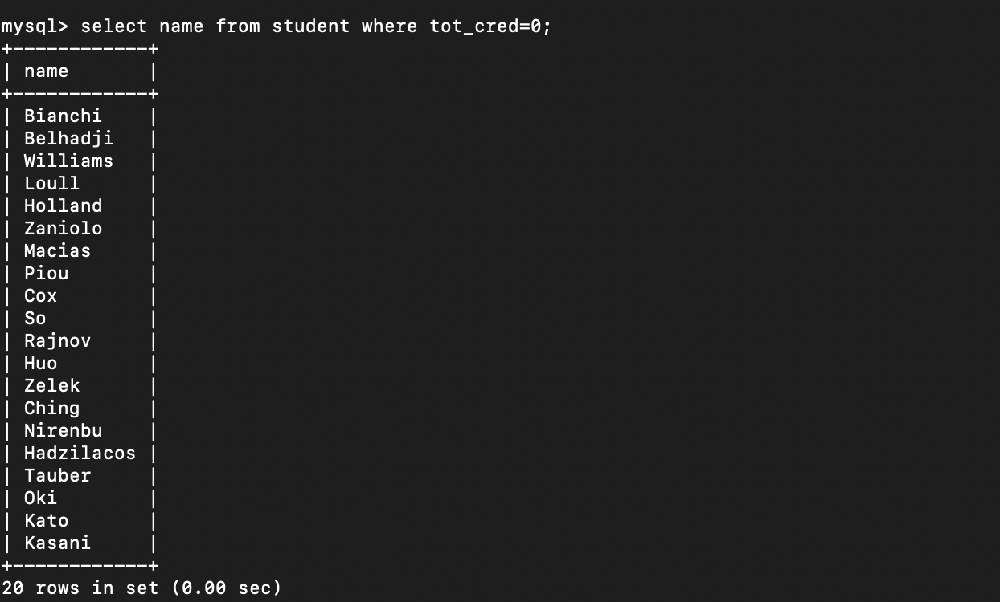 mysql> select name from student where tot_cred=0;
+------------+
| name       |
+------------+
| Bianchi    |
| Belhadji   |
| Williams   |
| Loull      |
| Holland    |
| Zaniolo    |
| Macias     |
| Piou       |
| Cox        |
| So         |
| Rajnov     |
| Huo        |
| Zelek      |
| Ching      |
| Nirenbu    |
| Hadzilacos |
| Tauber     |
| Oki        |
| Kato       |
| Kasani     |
+------------+
20 rows in set (0.00 sec)